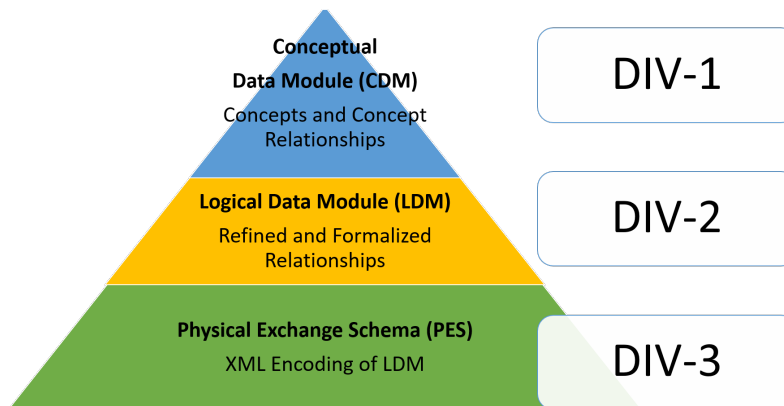 Conceptual
Data Module (CDM)
Concepts and Concept
Relationships
DIV-1
Logical Data Module (LDM)
Refined and Formalized
Relationships
DIV-2
Physical Exchange Schema (PES)
XML Encoding of LDM
DIV-3